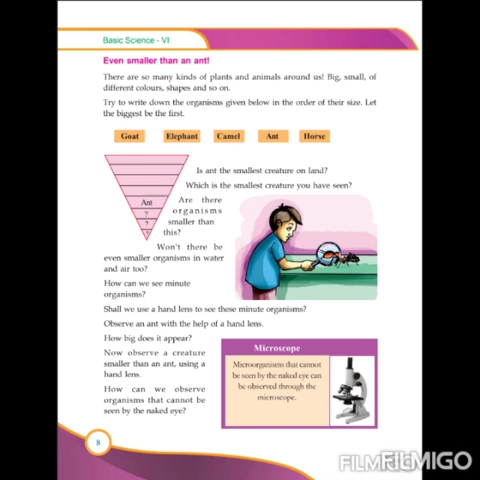 Basic Science - VI
Even smaller than an ant!
There are so many kinds of plants and animals around us! Big, small, of
different colours, shapes and so on.
Try to write down the organisms given below in the order of their size. Let
the biggest be the first.
Goat Elephant Camel Ant Horse
Is ant the smallest creature on land?
Which is the smallest creature you have seen?
Ant
?
?
?
Are there
organisms
smaller than
this?
Won't there be
even smaller organisms in water
and air too?
How can we see minute
organisms?
Shall we use a hand lens to see these minute organisms?
Observe an ant with the help of a hand lens.
How big does it appear?
Now observe a creature
smaller than an ant, using a
hand lens.
How can we observe
organisms that cannot be
seen by the naked eye?
Microscope
Microorganisms that cannot
be seen by the naked eye can
be observed through the
microscope.
8
FILMIGO
FILMIGO